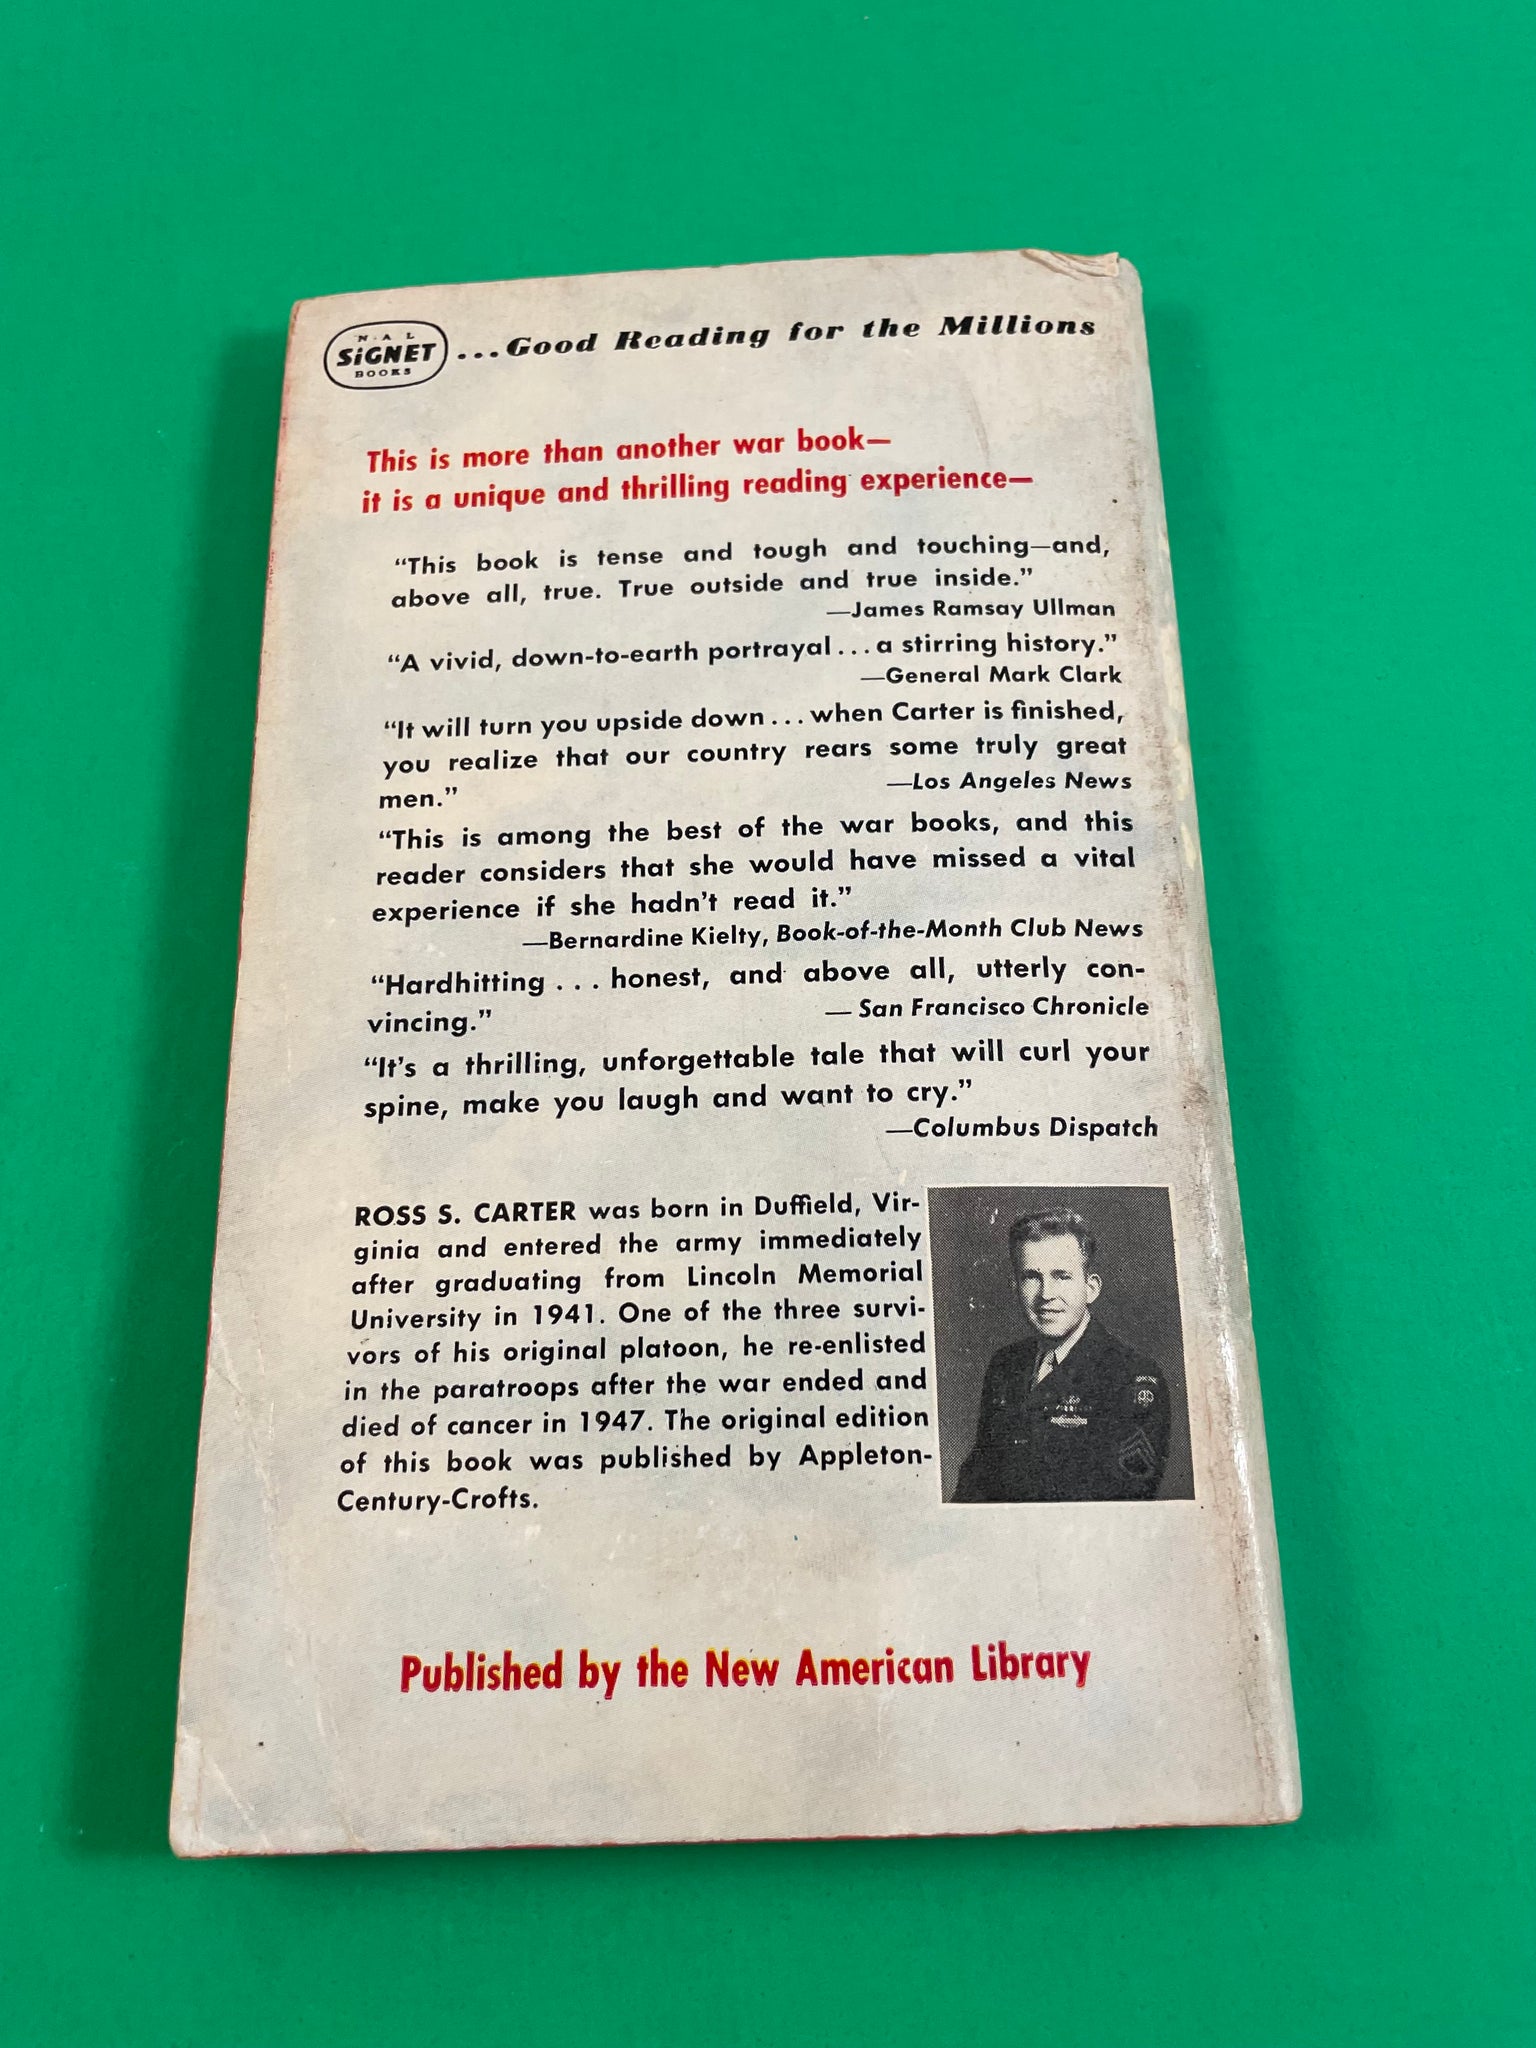 N·A·L
SiGNET
BOOKS
...Good Reading for the Millions
This is more than another war book—
it is a unique and thrilling reading experience—
“This book is tense and tough and touching—and,
above all, true. True outside and true inside.”
—James Ramsay Ullman
“A vivid, down-to-earth portrayal...a stirring history.”
—General Mark Clark
“It will turn you upside down...when Carter is finished,
you realize that our country rears some truly great
men.”
—Los Angeles News
“This is among the best of the war books, and this
reader considers that she would have missed a vital
experience if she hadn’t read it.”
—Bernardine Kielty, Book-of-the-Month Club News
“Hardhitting . . . honest, and above all, utterly con-
vincing.”
— San Francisco Chronicle
“It’s a thrilling, unforgettable tale that will curl your
spine, make you laugh and want to cry.”
—Columbus Dispatch
ROSS S. CARTER was born in Duffield, Vir-
ginia and entered the army immediately
after graduating from Lincoln Memorial
University in 1941. One of the three survi-
vors of his original platoon, he re-enlisted
in the paratroops after the war ended and
died of cancer in 1947. The original edition
of this book was published by Appleton-
Century-Crofts.
Published by the New American Library